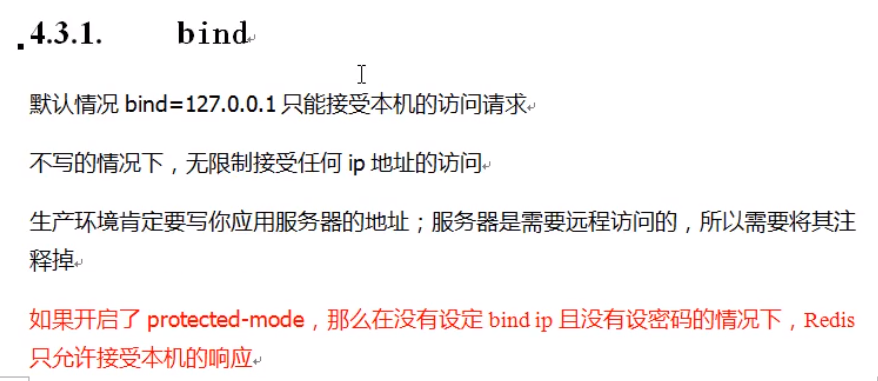 4.3.1. bind
默认情况 bind=127.0.0.1 只能接受本机的访问请求
不写的情况下，无限制接受任何 ip 地址的访问
生产环境肯定要写你应用服务器的地址；服务器是需要远程访问的，所以需要将其注
释掉
如果开启了 protected-mode，那么在没有设定 bind ip 且没有设密码的情况下，Redis
只允许接受本机的响应